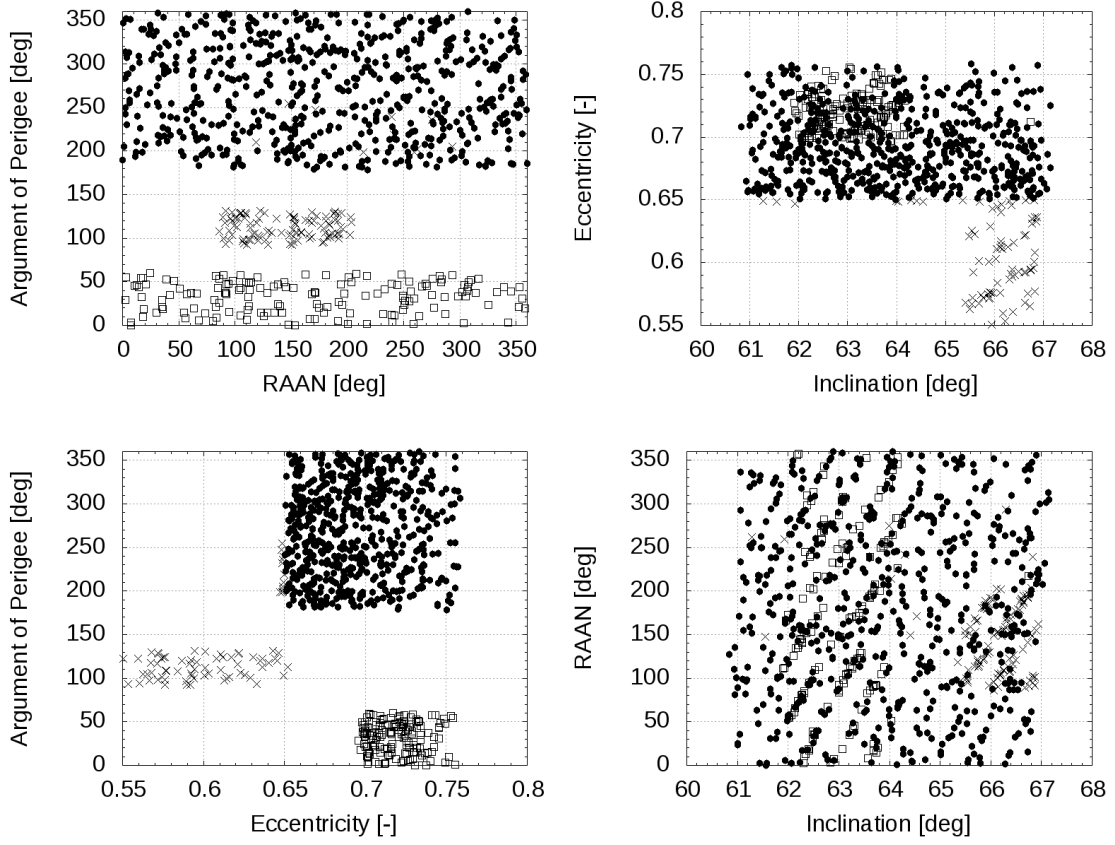 Argument of Perigee [deg]
350
300
250
200
150
100
50
0
0 50 100 150 200 250 300 350
RAAN [deg]
Eccentricity [-]
0.8
0.75
0.7
0.65
0.6
0.55
60 61 62 63 64 65 66 67 68
Inclination [deg]
Argument of Perigee [deg]
350
300
250
200
150
100
50
0
0.55 0.6 0.65 0.7 0.75 0.8
Eccentricity [-]
RAAN [deg]
350
300
250
200
150
100
50
0
60 61 62 63 64 65 66 67 68
Inclination [deg]